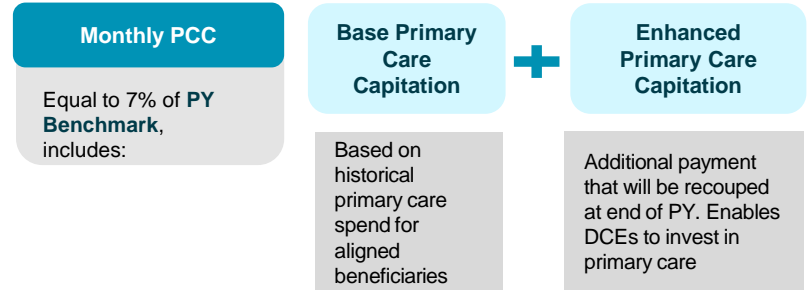 Monthly PCC
Equal to 7% of PY
Benchmark,
includes:
Base Primary
Care
Capitation
Based on
historical
primary care
spend for
aligned
beneficiaries
Enhanced
Primary Care
Capitation
Additional payment
that will be recouped
at end of PY. Enables
DCEs to invest in
primary care